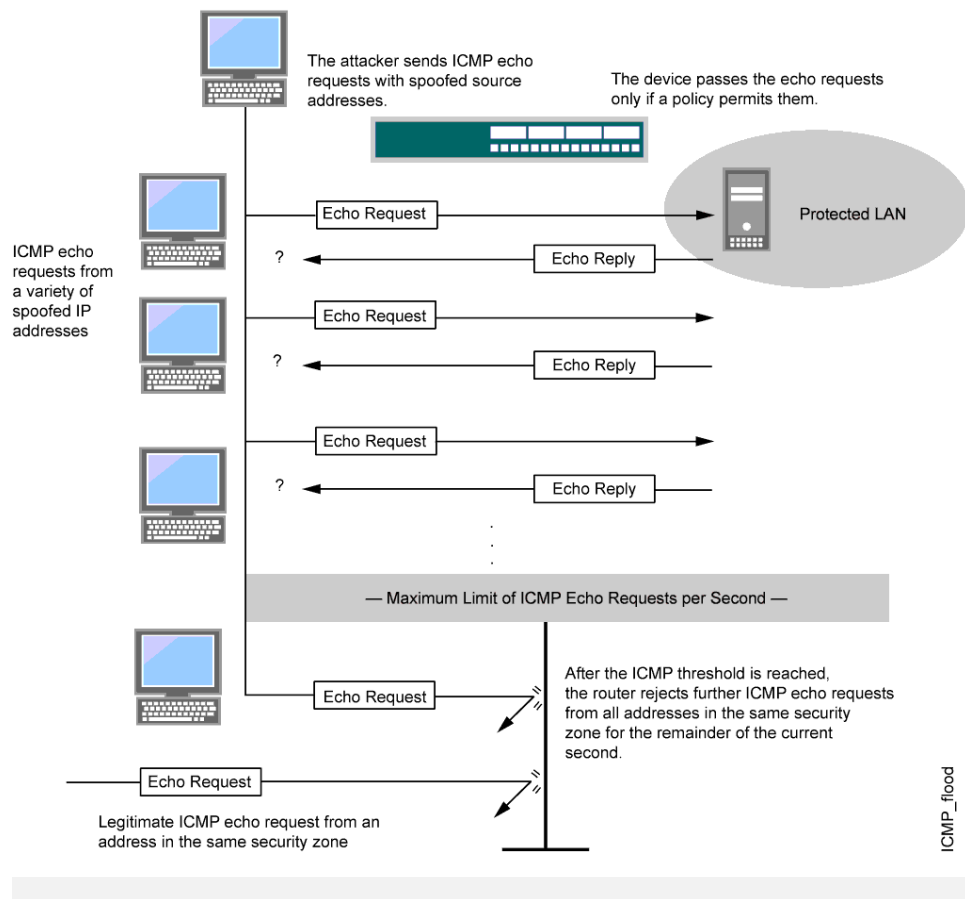 The attacker sends ICMP echo
requests with spoofed source
addresses.
The device passes the echo requests
only if a policy permits them.
ICMP echo
requests from
a variety of
spoofed IP
addresses
Echo Request
Protected LAN
? Echo Reply
Echo Request
? Echo Reply
Echo Request
? Echo Reply
— Maximum Limit of ICMP Echo Requests per Second —
Echo Request
After the ICMP threshold is reached,
the router rejects further ICMP echo requests
from all addresses in the same security
zone for the remainder of the current
second.
Echo Request
Legitimate ICMP echo request from an
address in the same security zone
ICMP_flood